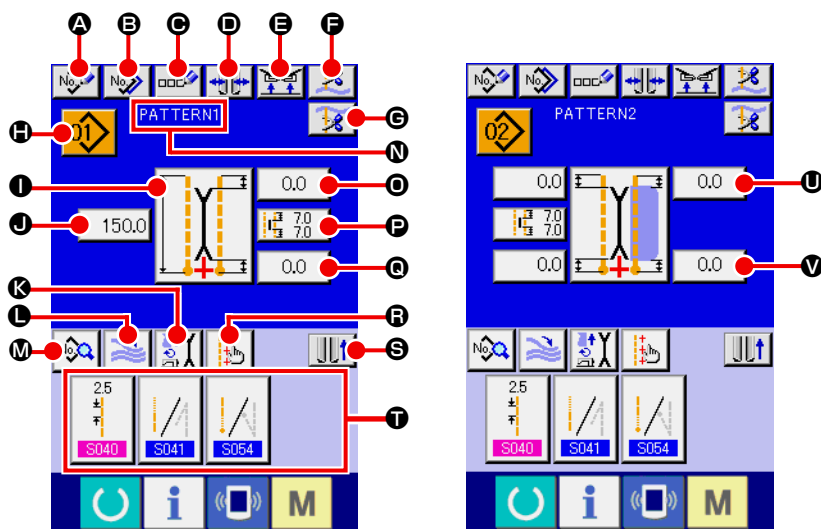 A B C D E F
No. No.
PATTERN1
G
H 01
N
I
0.0 O
J 150.0
7.0 P
7.0
0.0 Q
K
L
M No. R
S
2.5
S040 S041 S054
T
i M
No. No.
PATTERN2
02
0.0 0.0 U
7.0
7.0
0.0 0.0 V
No.
2.5
S040 S041 S054
i M